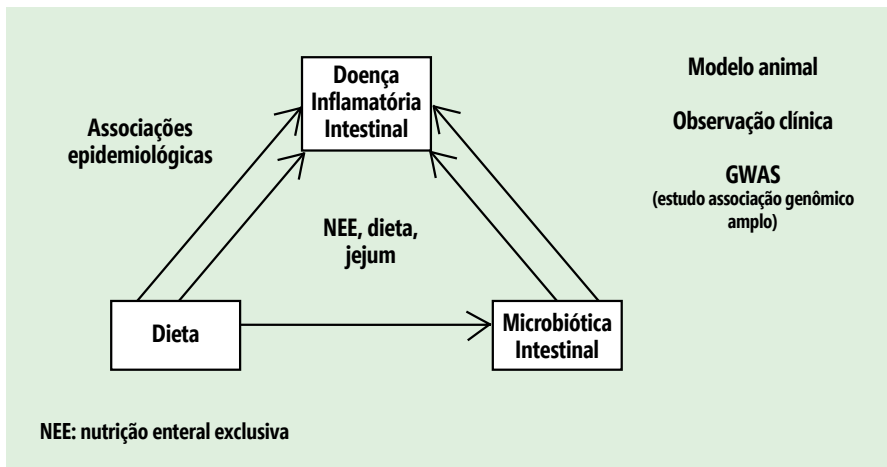 Doença
Inflamatória
Intestinal
Modelo animal
Associações
epidemiológicas
Observação clínica
GWAS
(estudo associação genômico
amplo)
NEE, dieta,
jejum
Dieta
Microbiótica
Intestinal
NEE: nutrição enteral exclusiva